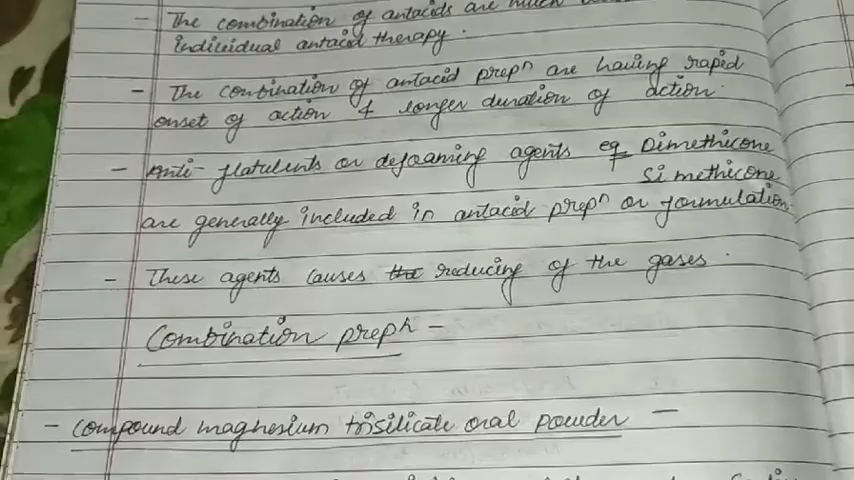 - The combination of antacids are much
individual antacid therapy.
- The combination of antacid prepn are having rapid
onset of action & longer duration of action.
- Anti-flatulents or defoaming agents eg Dimethicone
Simethicone
are generally included in antacid prepn or formulation.
- These agents causes the reducing of the gases.
Combination prepn -
- Compound magnesium trisilicate oral powder -